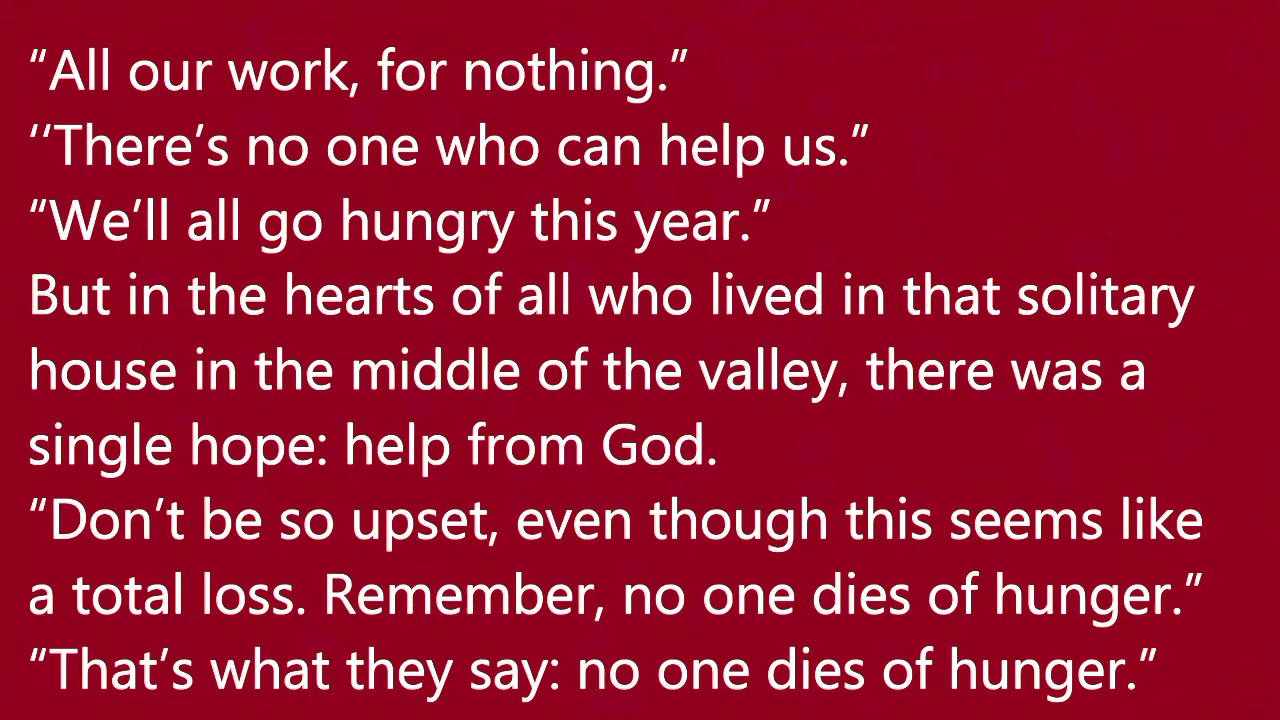 “All our work, for nothing.”
‘‘There’s no one who can help us.”
“We’ll all go hungry this year.”
But in the hearts of all who lived in that solitary
house in the middle of the valley, there was a
single hope: help from God.
“Don’t be so upset, even though this seems like
a total loss. Remember, no one dies of hunger.”
“That’s what they say: no one dies of hunger.”